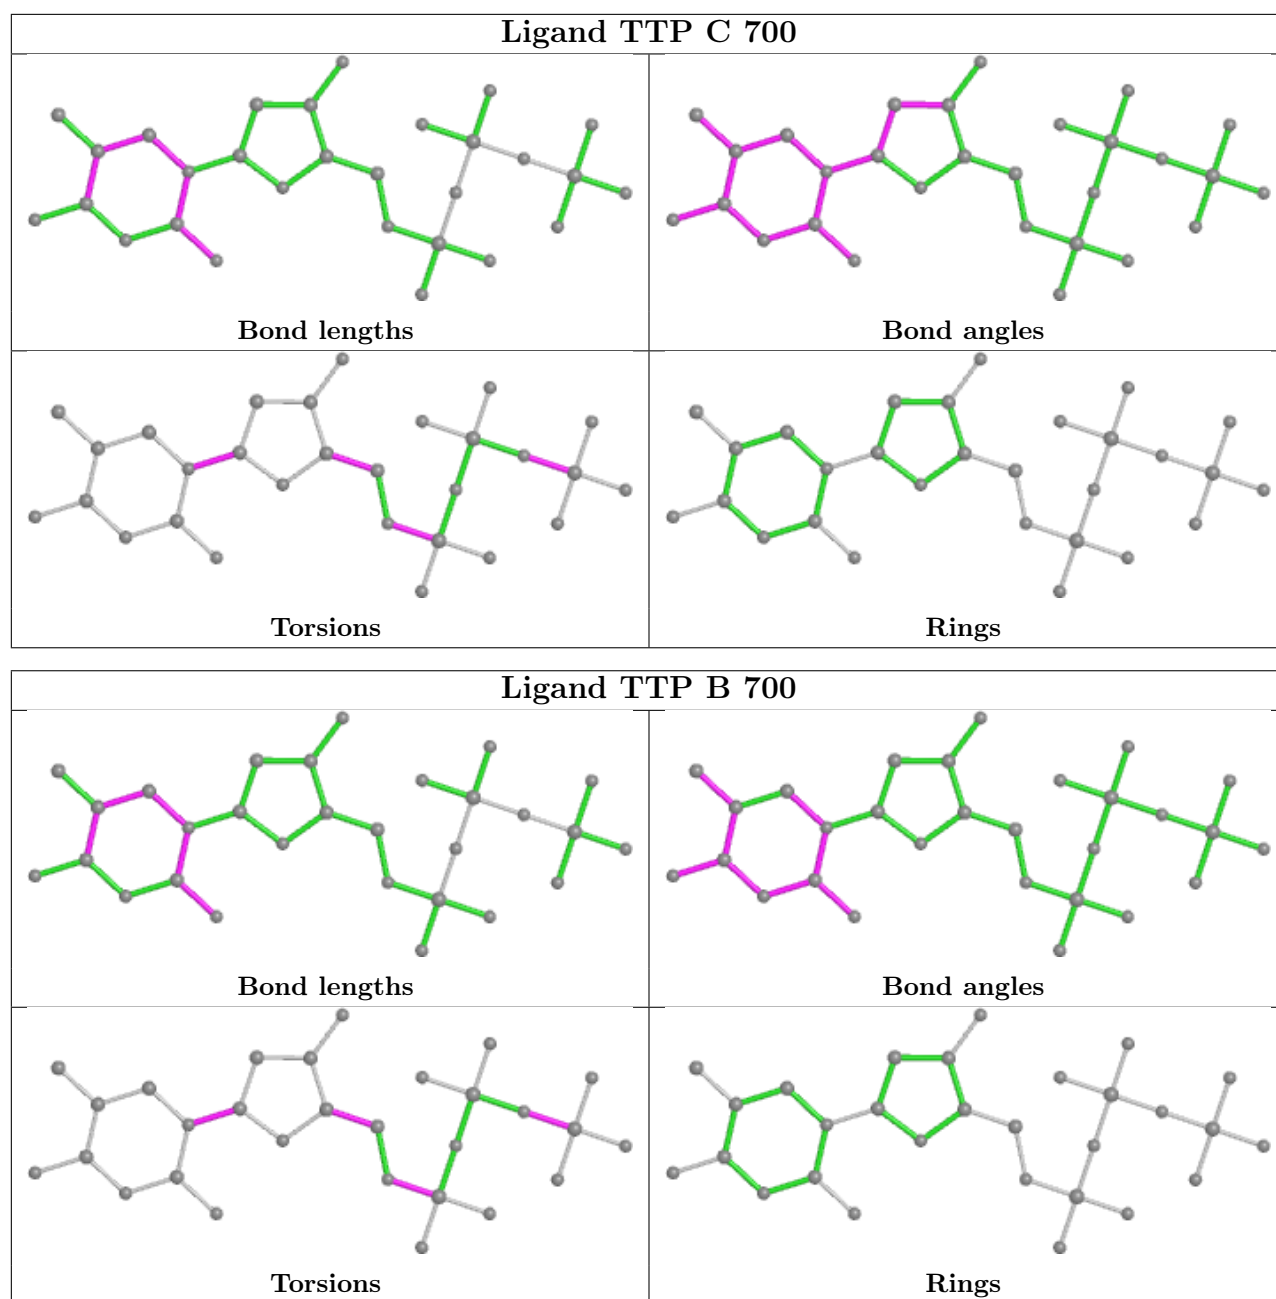 Ligand TTP C 700
Bond lengths
Bond angles
Torsions
Rings
Ligand TTP B 700
Bond lengths
Bond angles
Torsions
Rings